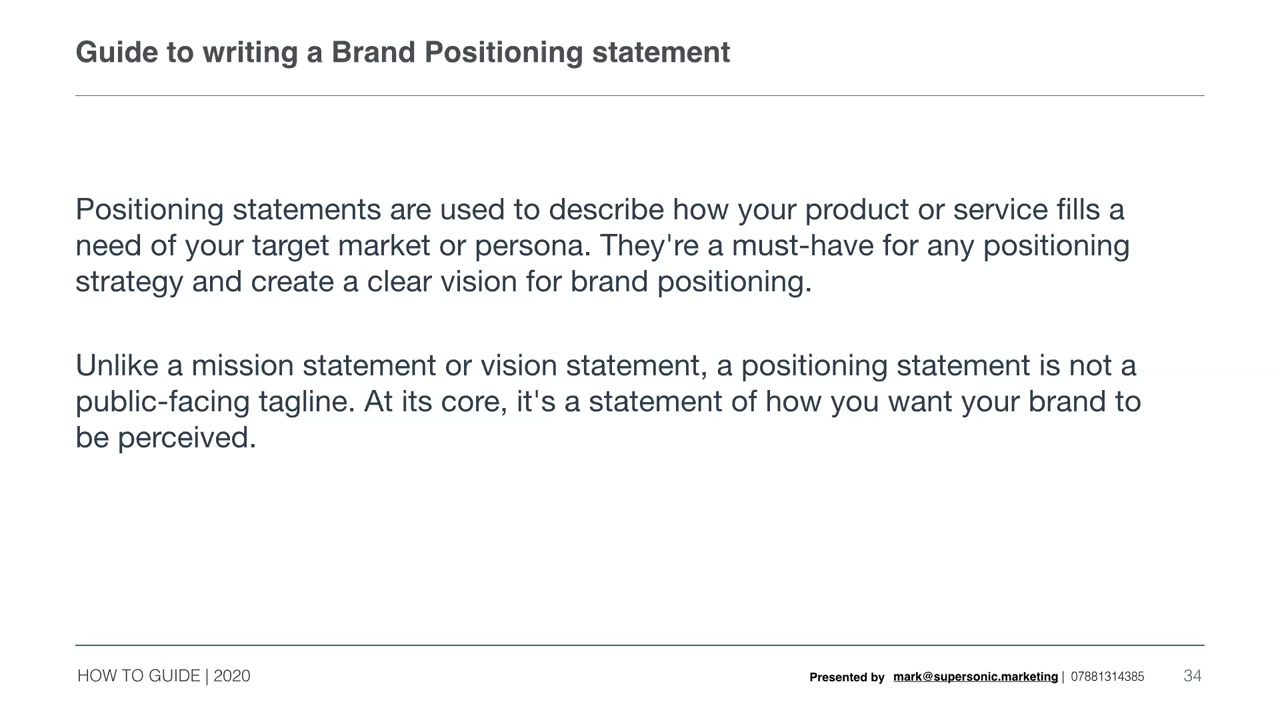 Guide to writing a Brand Positioning statement
Positioning statements are used to describe how your product or service fills a
need of your target market or persona. They're a must-have for any positioning
strategy and create a clear vision for brand positioning.
Unlike a mission statement or vision statement, a positioning statement is not a
public-facing tagline. At its core, it's a statement of how you want your brand to
be perceived.
HOW TO GUIDE | 2020
Presented by mark@supersonic.marketing | 07881314385
34